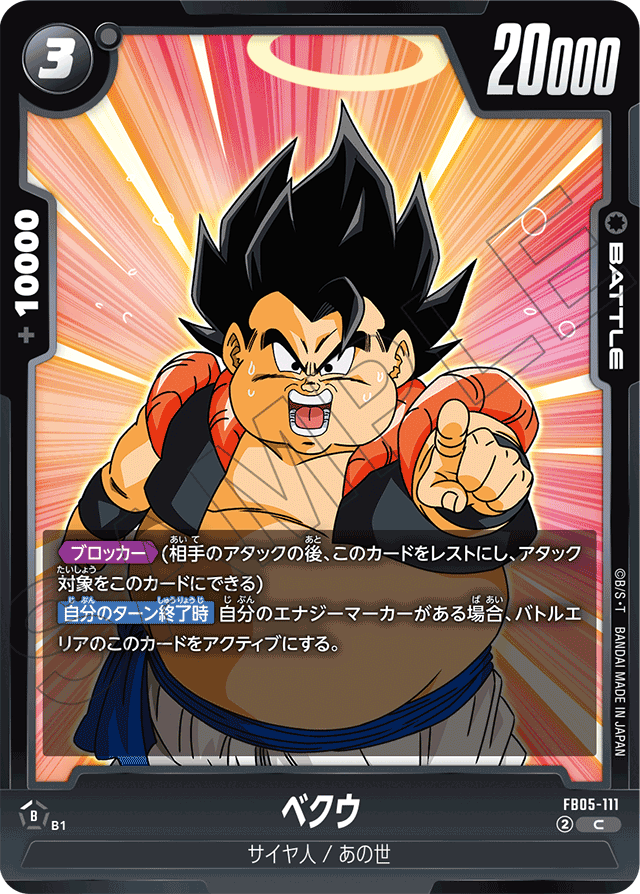 3
20000
+ 10000
BATTLE
SAMPLE
ブロッカー (相手のアタックの後、このカードをレストにし、アタック
対象をこのカードにできる)
自分のターン終了時 自分のエナジーマーカーがある場合、バトルエ
リアのこのカードをアクティブにする。
©B/S・T BANDAI MADE IN JAPAN
B
B1
ベクウ
FB05-111
② C
サイヤ人 / あの世